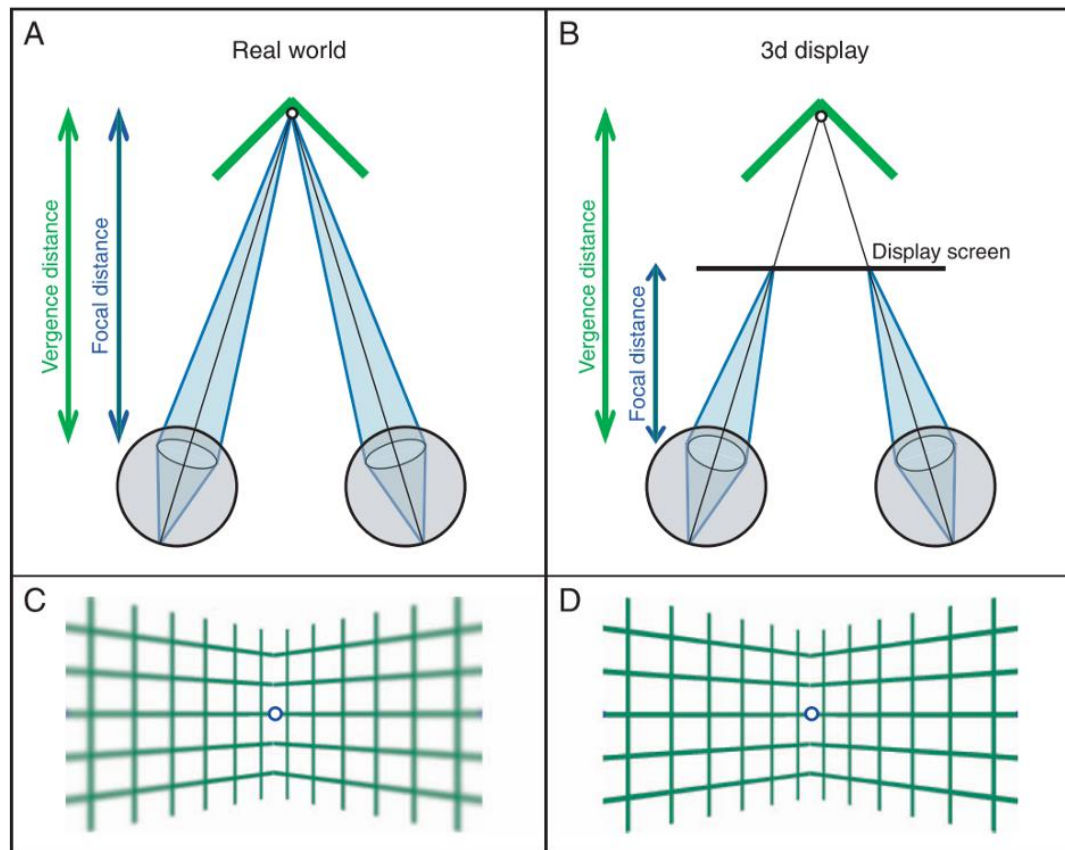 A
Real world
Vergence distance
Focal distance
B
3d display
Display screen
Vergence distance
Focal distance
C
D